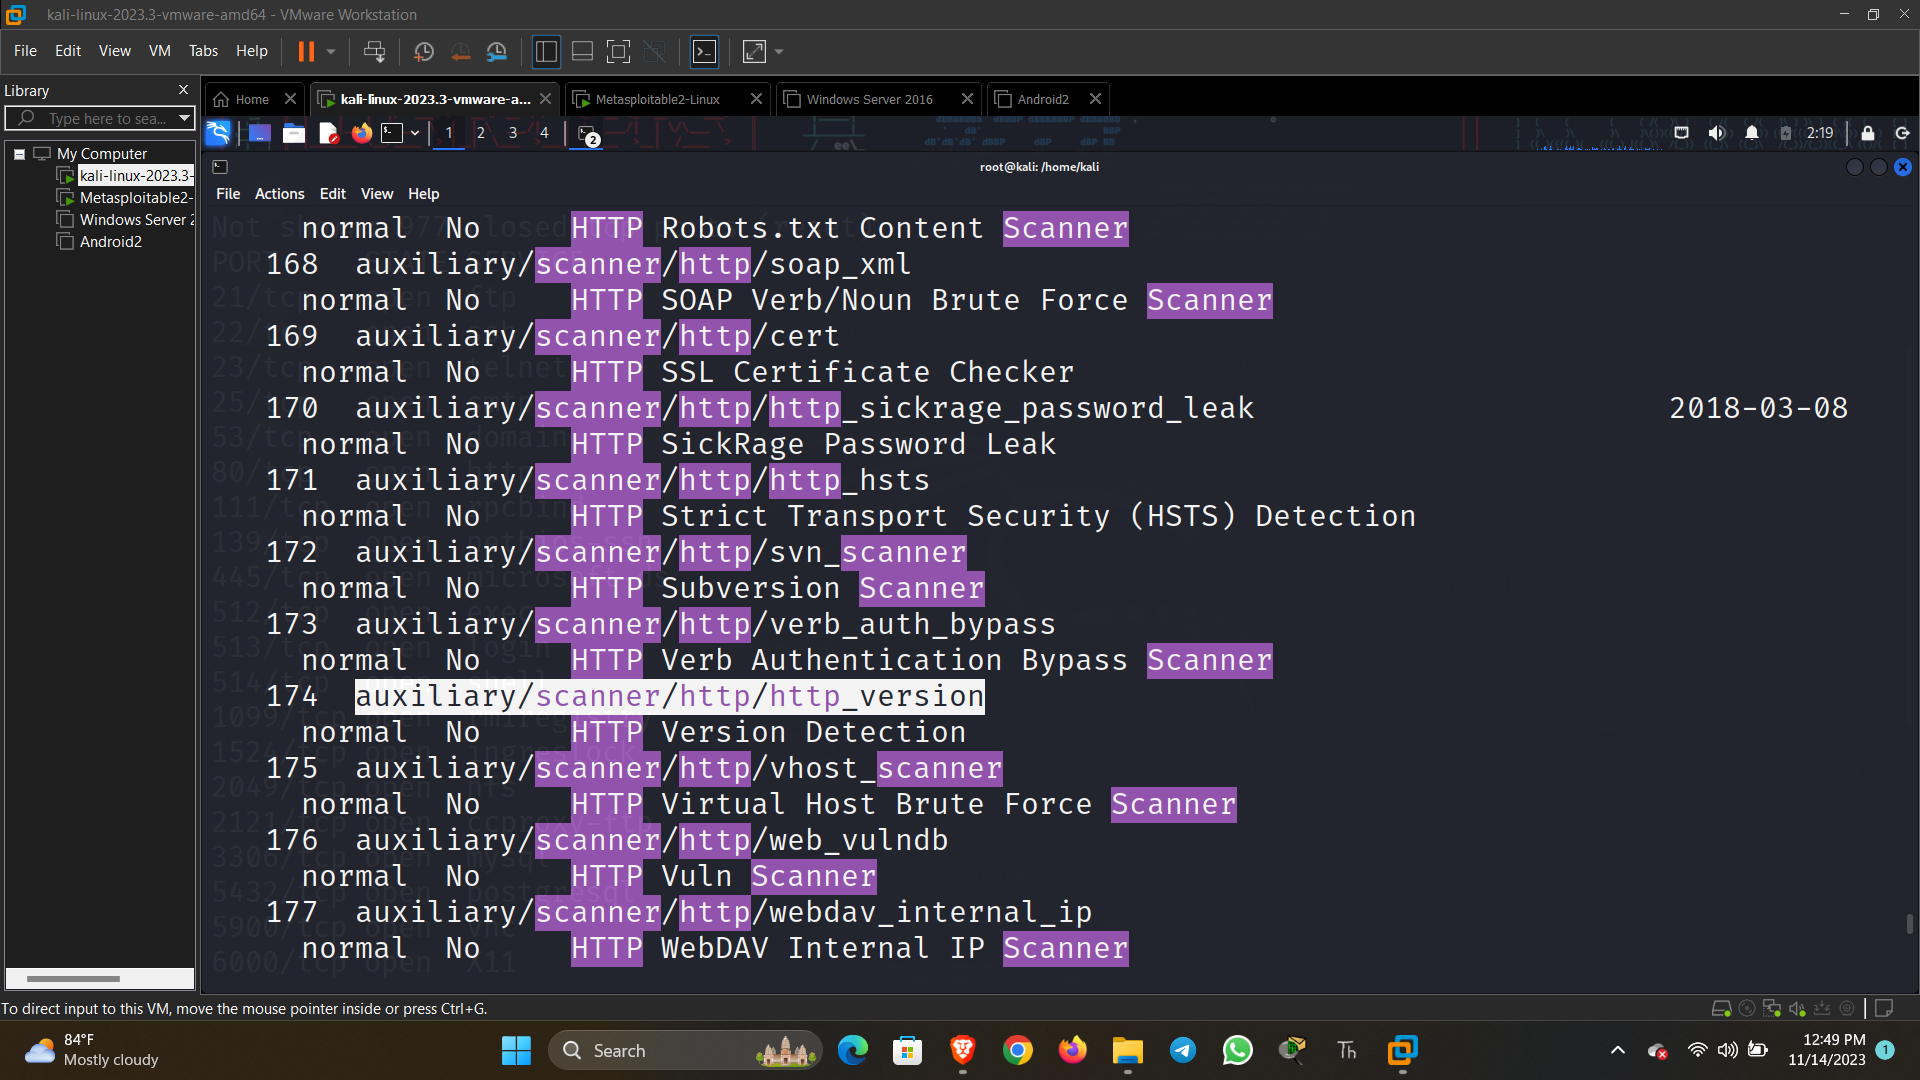 kali-linux-2023.3-vmware-amd64 - VMware Workstation
File Edit View VM Tabs Help
Library
Type here to sea...
Home
kali-linux-2023.3-vmware-a...
Metasploitable2-Linux
Windows Server 2016
Android2
1 2 3 4 2 2:19
My Computer
kali-linux-2023.3-
Metasploitable2-
Windows Server 2
Android2
root@kali: /home/kali
File Actions Edit View Help
normal No HTTP Robots.txt Content Scanner
168 auxiliary/scanner/http/soap_xml
normal No HTTP SOAP Verb/Noun Brute Force Scanner
169 auxiliary/scanner/http/cert
normal No HTTP SSL Certificate Checker
170 auxiliary/scanner/http/http_sickrage_password_leak 2018-03-08
normal No HTTP SickRage Password Leak
171 auxiliary/scanner/http/http_hsts
normal No HTTP Strict Transport Security (HSTS) Detection
172 auxiliary/scanner/http/svn_scanner
normal No HTTP Subversion Scanner
173 auxiliary/scanner/http/verb_auth_bypass
normal No HTTP Verb Authentication Bypass Scanner
174 auxiliary/scanner/http/http_version
normal No HTTP Version Detection
175 auxiliary/scanner/http/vhost_scanner
normal No HTTP Virtual Host Brute Force Scanner
176 auxiliary/scanner/http/web_vulndb
normal No HTTP Vuln Scanner
177 auxiliary/scanner/http/webdav_internal_ip
normal No HTTP WebDAV Internal IP Scanner
To direct input to this VM, move the mouse pointer inside or press Ctrl+G.
84°F
Mostly cloudy
Search
Th
12:49 PM
11/14/2023
1